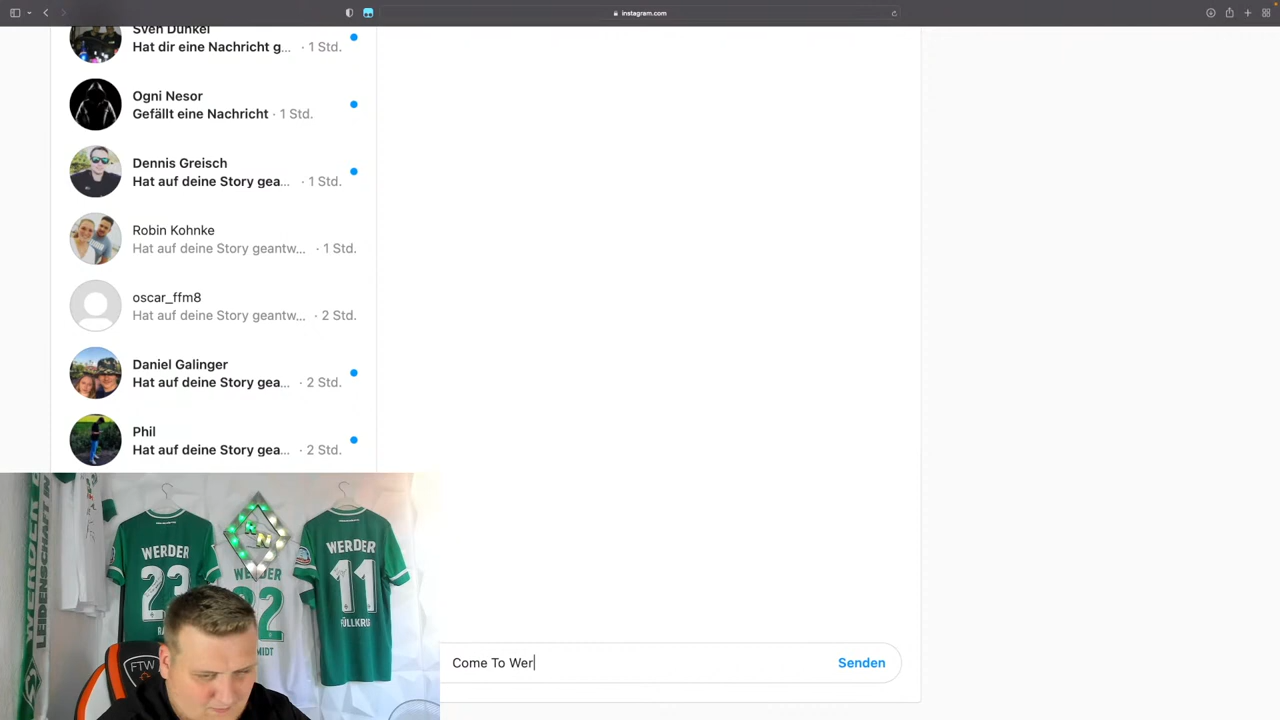 instagram.com
Sven Dunkel
Hat dir eine Nachricht g... · 1 Std.
Ogni Nesor
Gefällt eine Nachricht · 1 Std.
Dennis Greisch
Hat auf deine Story gea... · 1 Std.
Robin Kohnke
Hat auf deine Story geantw... · 1 Std.
oscar_ffm8
Hat auf deine Story geantw... · 2 Std.
Daniel Galinger
Hat auf deine Story gea... · 2 Std.
Phil
Hat auf deine Story gea... · 2 Std.
LEIDENSCHAFT
WERDER
23
WERDER
11
FÜLLKRUG
FTW
Come To Wer
Senden